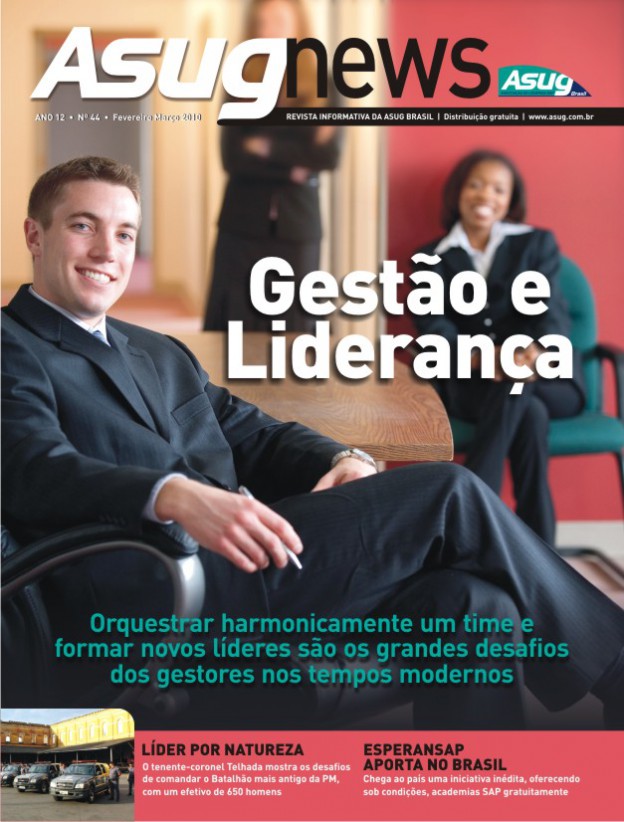 Asugnews
Asug
Brasil
ANO 12 • Nº 44 • Fevereiro Março 2010
REVISTA INFORMATIVA DA ASUG BRASIL | Distribuição gratuita | www.asug.com.br
Gestão e
Liderança
Orquestrar harmonicamente um time e
formar novos líderes são os grandes desafios
dos gestores nos tempos modernos
LÍDER POR NATUREZA
O tenente-coronel Telhada mostra os desafios
de comandar o Batalhão mais antigo da PM,
com um efetivo de 650 homens
ESPERANSAP
APORTA NO BRASIL
Chega ao país uma iniciativa inédita, oferecendo
sob condições, academias SAP gratuitamente